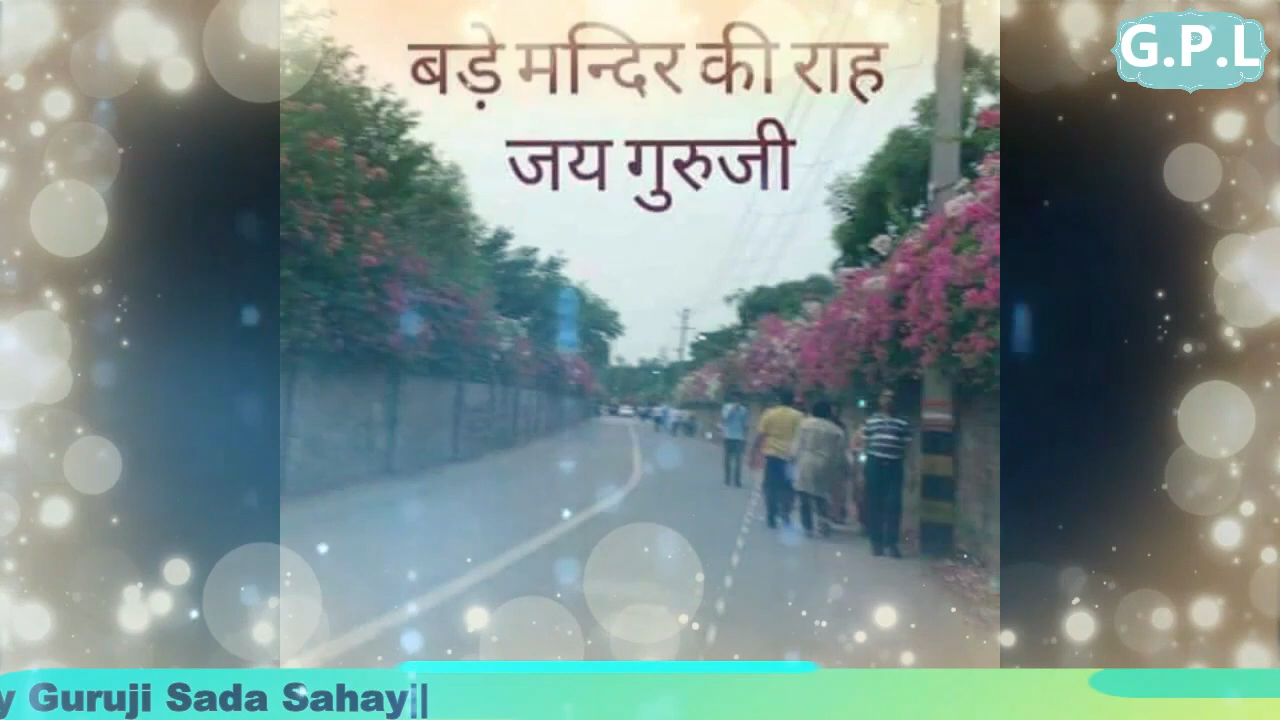 बड़े मन्दिर की राह
जय गुरुजी
G.P.L
Guruji Sada Sahay||